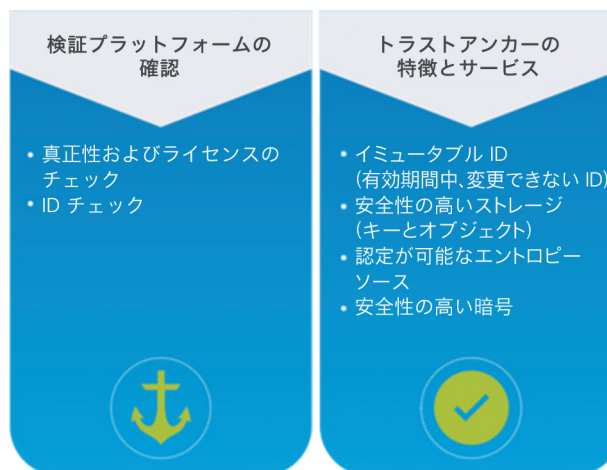 検証プラットフォームの
確認
• 真正性およびライセンスの
チェック
• ID チェック
トラストアンカーの
特徴とサービス
• イミュータブル ID
(有効期間中、変更できない ID)
• 安全性の高いストレージ
(キーとオブジェクト)
• 認定が可能なエントロピー
ソース
• 安全性の高い暗号